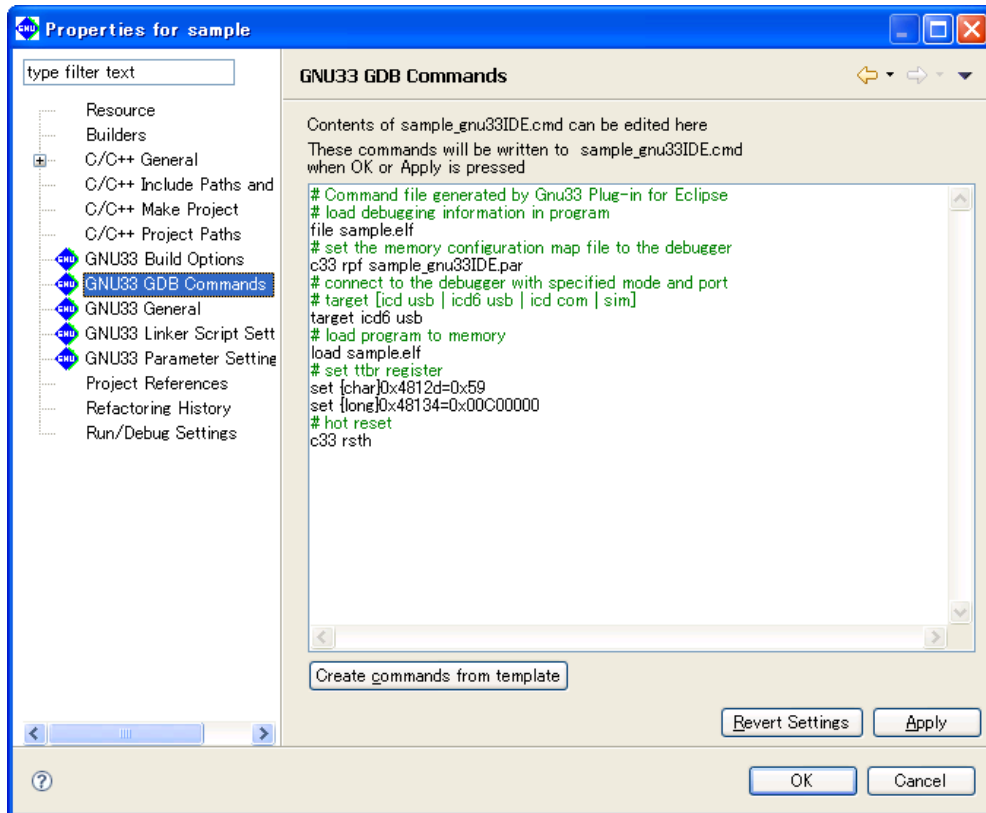 Properties for sample
type filter text
Resource
Builders
C/C++ General
C/C++ Include Paths and
C/C++ Make Project
C/C++ Project Paths
GNU33 Build Options
GNU33 GDB Commands
GNU33 General
GNU33 Linker Script Sett
GNU33 Parameter Setting
Project References
Refactoring History
Run/Debug Settings
GNU33 GDB Commands
Contents of sample_gnu33IDE.cmd can be edited here
These commands will be written to sample_gnu33IDE.cmd
when OK or Apply is pressed
# Command file generated by Gnu33 Plug-in for Eclipse
# load debugging information in program
file sample.elf
# set the memory configuration map file to the debugger
c33 rpf sample_gnu33IDE.par
# connect to the debugger with specified mode and port
# target [icd usb | icd6 usb | icd com | sim]
target icd6 usb
# load program to memory
load sample.elf
# set ttbr register
set {char}0x4812d=0x59
set {long}0x48134=0x00C00000
# hot reset
c33 rsth
Create commands from template
Revert Settings
Apply
OK
Cancel